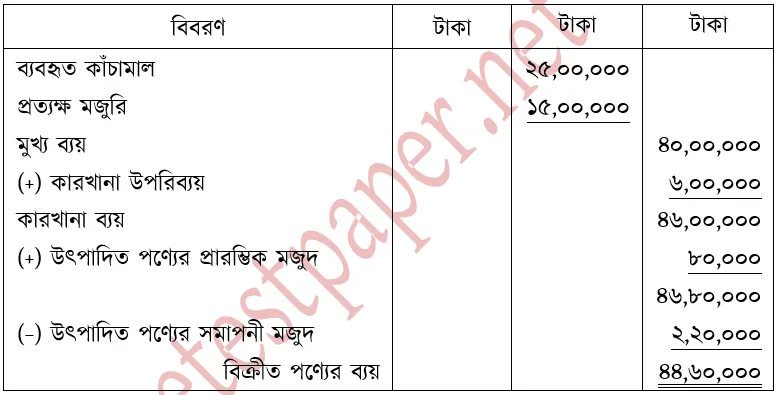 বিবরণ টাকা টাকা টাকা
ব্যবহৃত কাঁচামাল ২৫,০০,০০০
প্রত্যক্ষ মজুরি ১৫,০০,০০০
মুখ্য ব্যয় ৪০,০০,০০০
(+) কারখানা উপরিব্যয় ৬,০০,০০০
কারখানা ব্যয় ৪৬,০০,০০০
(+) উৎপাদিত পণ্যের প্রারম্ভিক মজুদ ৮০,০০০
৪৬,৮০,০০০
(–) উৎপাদিত পণ্যের সমাপনী মজুদ ২,২০,০০০
বিক্রীত পণ্যের ব্যয় ৪৪,৬০,০০০
etestpaper.net